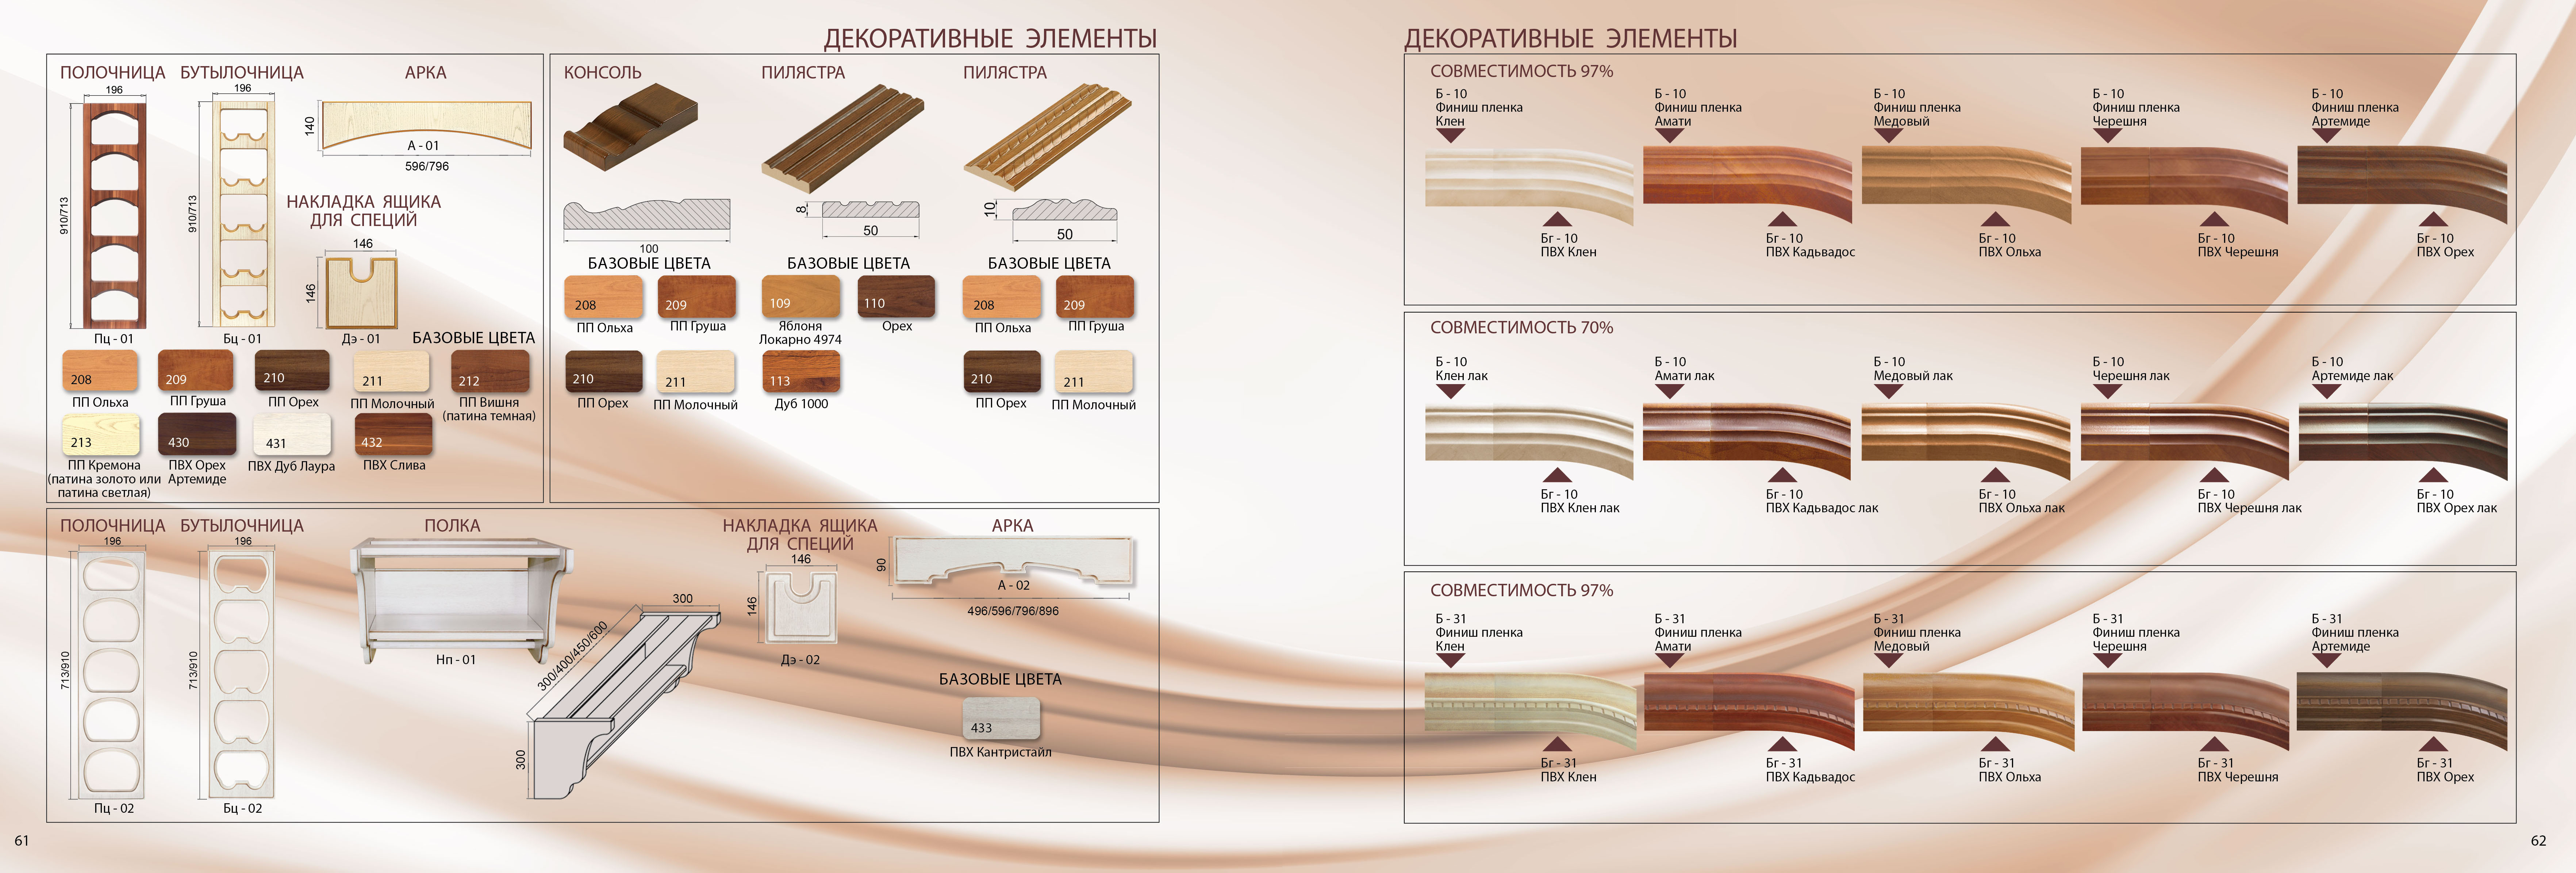 ДЕКОРАТИВНЫЕ ЭЛЕМЕНТЫ
ПОЛОЧНИЦА
196
910/713
Пц - 01
БУТЫЛОЧНИЦА
196
910/713
Бц - 01
АРКА
140
А - 01
596/796
НАКЛАДКА ЯЩИКА
ДЛЯ СПЕЦИЙ
146
146
Дэ - 01
БАЗОВЫЕ ЦВЕТА
208
ПП Ольха
209
ПП Груша
210
ПП Орех
211
ПП Молочный
212
ПП Вишня
(патина темная)
213
ПП Кремона
(патина золото или
патина светлая)
430
ПВХ Орех
Артемиде
431
ПВХ Дуб Лаура
432
ПВХ Слива
КОНСОЛЬ
100
БАЗОВЫЕ ЦВЕТА
208
ПП Ольха
209
ПП Груша
210
ПП Орех
211
ПП Молочный
ПИЛЯСТРА
8
50
БАЗОВЫЕ ЦВЕТА
109
Яблоня
Локарно 4974
110
Орех
113
Дуб 1000
ПИЛЯСТРА
10
50
БАЗОВЫЕ ЦВЕТА
208
ПП Ольха
209
ПП Груша
210
ПП Орех
211
ПП Молочный
ПОЛОЧНИЦА
196
713/910
Пц - 02
БУТЫЛОЧНИЦА
196
713/910
Бц - 02
ПОЛКА
Нп - 01
300
300/400/450/600
300
НАКЛАДКА ЯЩИКА
ДЛЯ СПЕЦИЙ
146
146
Дэ - 02
АРКА
90
А - 02
496/596/796/896
БАЗОВЫЕ ЦВЕТА
433
ПВХ Кантристайл
61
ДЕКОРАТИВНЫЕ ЭЛЕМЕНТЫ
СОВМЕСТИМОСТЬ 97%
Б - 10
Финиш пленка
Клен
Б - 10
Финиш пленка
Амати
Б - 10
Финиш пленка
Медовый
Б - 10
Финиш пленка
Черешня
Б - 10
Финиш пленка
Артемиде
Бг - 10
ПВХ Клен
Бг - 10
ПВХ Кадьвадос
Бг - 10
ПВХ Ольха
Бг - 10
ПВХ Черешня
Бг - 10
ПВХ Орех
СОВМЕСТИМОСТЬ 70%
Б - 10
Клен лак
Б - 10
Амати лак
Б - 10
Медовый лак
Б - 10
Черешня лак
Б - 10
Артемиде лак
Бг - 10
ПВХ Клен лак
Бг - 10
ПВХ Кадьвадос лак
Бг - 10
ПВХ Ольха лак
Бг - 10
ПВХ Черешня лак
Бг - 10
ПВХ Орех лак
СОВМЕСТИМОСТЬ 97%
Б - 31
Финиш пленка
Клен
Б - 31
Финиш пленка
Амати
Б - 31
Финиш пленка
Медовый
Б - 31
Финиш пленка
Черешня
Б - 31
Финиш пленка
Артемиде
Бг - 31
ПВХ Клен
Бг - 31
ПВХ Кадьвадос
Бг - 31
ПВХ Ольха
Бг - 31
ПВХ Черешня
Бг - 31
ПВХ Орех
62